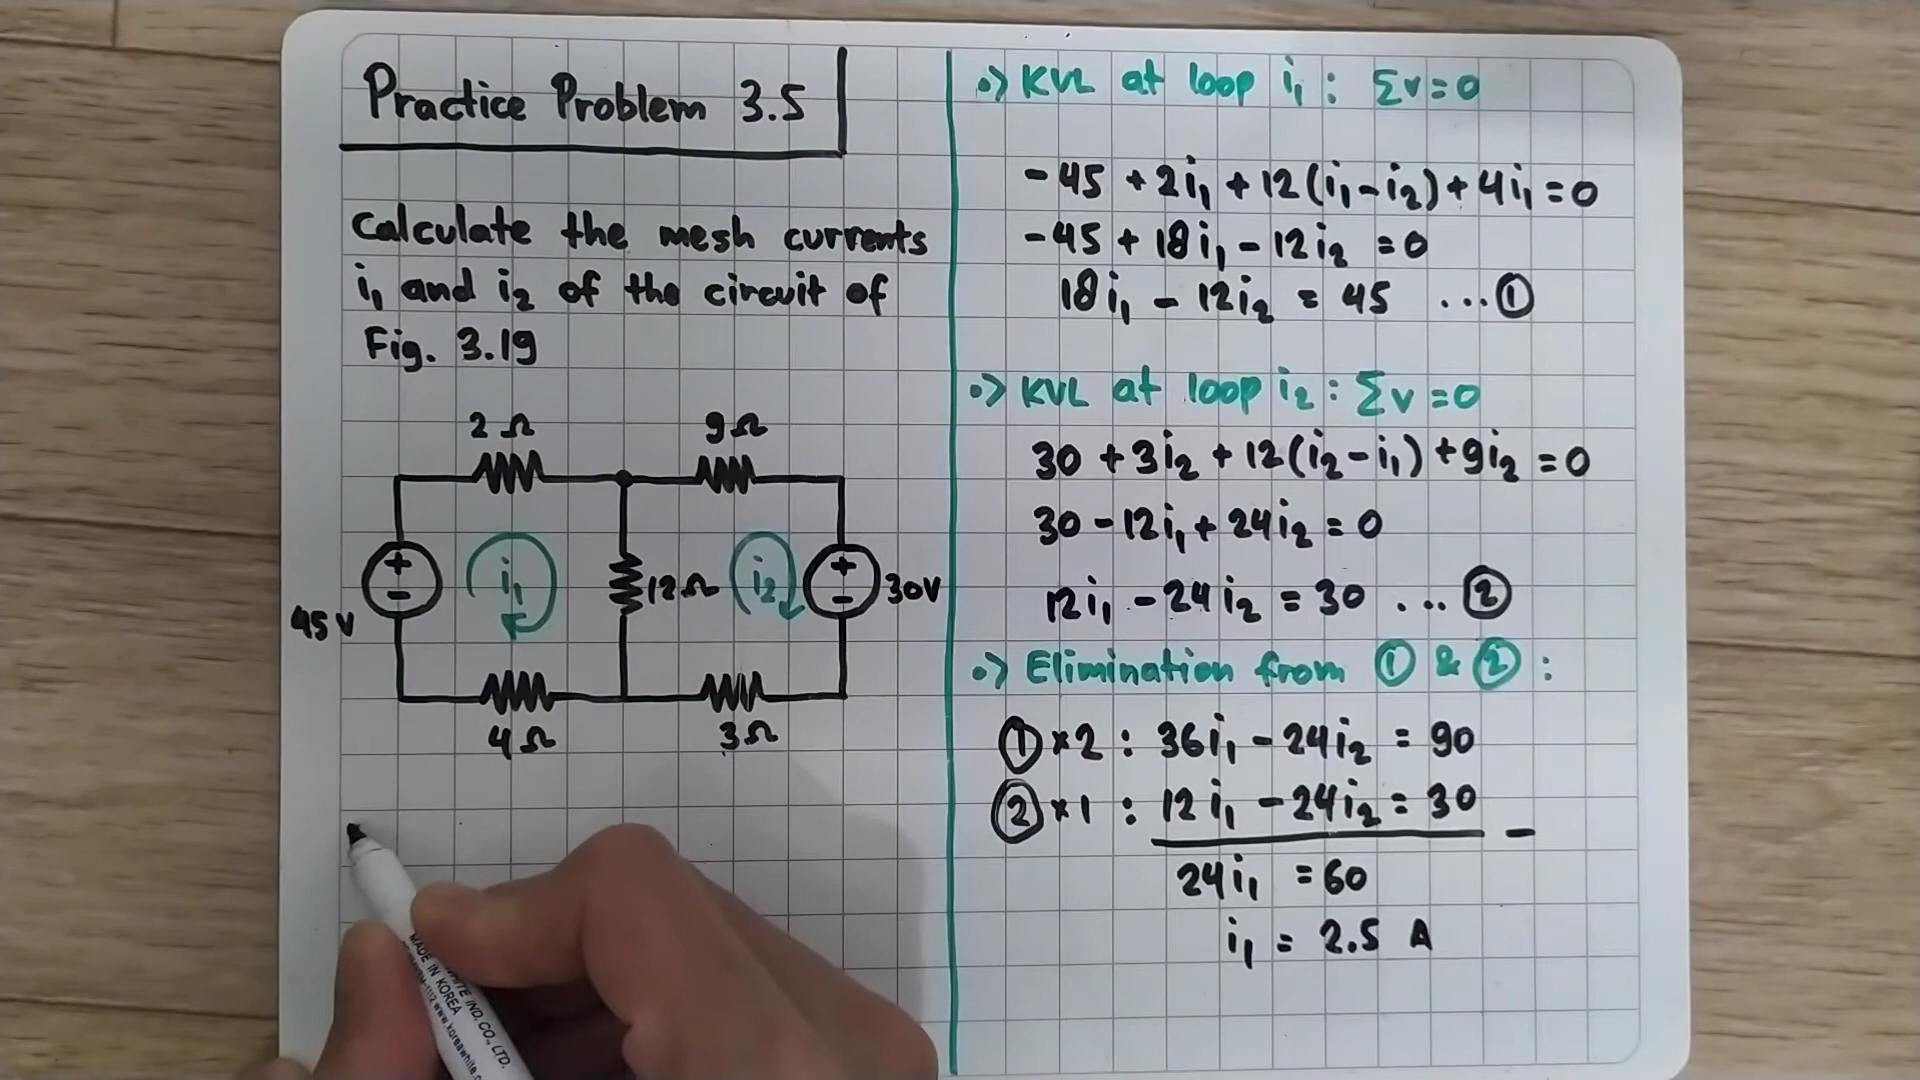 Practice Problem 3.5
Calculate the mesh currents
i₁ and i₂ of the circuit of
Fig. 3.19
2 Ω
9 Ω
+
-
45 V
i₁
12 Ω
i₂
+
-
30V
4 Ω
3 Ω
•> KVL at loop i₁ : Σv=0
-45 + 2i₁ + 12(i₁-i₂) + 4i₁ = 0
-45 + 18i₁ - 12i₂ = 0
18i₁ - 12i₂ = 45 ...①
•> KVL at loop i₂ : Σv=0
30 + 3i₂ + 12(i₂-i₁) + 9i₂ = 0
30 - 12i₁ + 24i₂ = 0
12i₁ - 24i₂ = 30 ...②
•> Elimination from ① & ② :
①×2 : 36i₁ - 24i₂ = 90
②×1 : 12i₁ - 24i₂ = 30 -
24i₁ = 60
i₁ = 2.5 A
MADE IN KOREA
IND. CO., LTD.